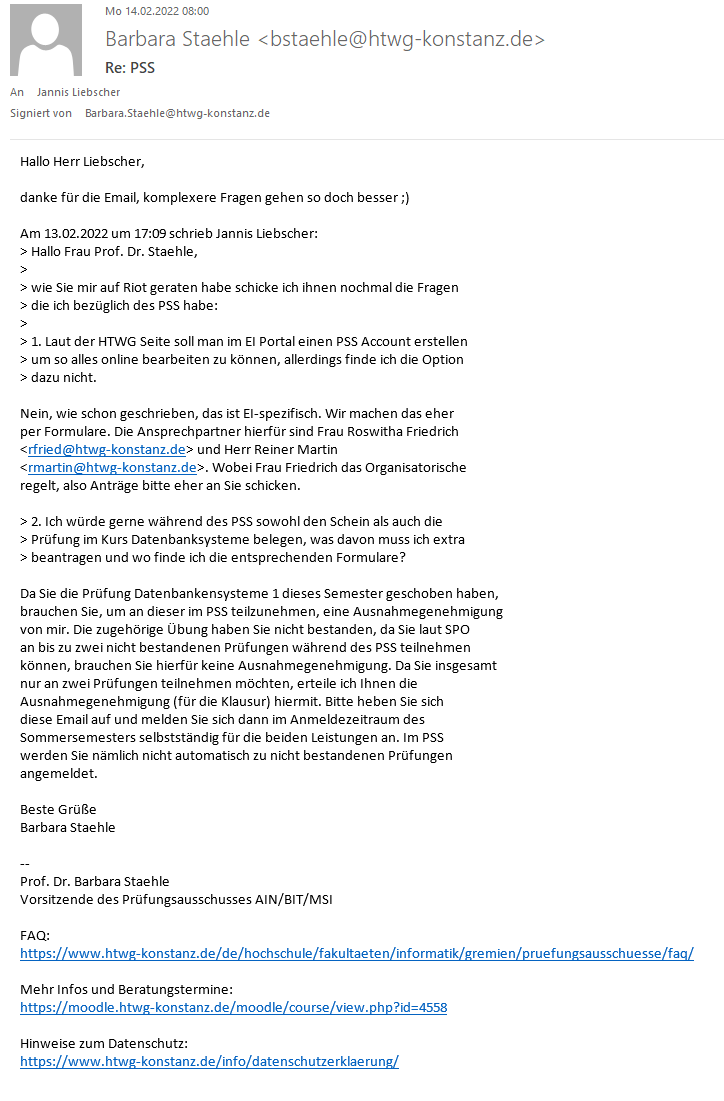 Mo 14.02.2022 08:00
Barbara Staehle <bstaehle@htwg-konstanz.de>
Re: PSS
An Jannis Liebscher
Signiert von Barbara.Staehle@htwg-konstanz.de
Hallo Herr Liebscher,
danke für die Email, komplexere Fragen gehen so doch besser ;)
Am 13.02.2022 um 17:09 schrieb Jannis Liebscher:
> Hallo Frau Prof. Dr. Staehle,
>
> wie Sie mir auf Riot geraten habe schicke ich ihnen nochmal die Fragen
> die ich bezüglich des PSS habe:
>
> 1. Laut der HTWG Seite soll man im EI Portal einen PSS Account erstellen
> um so alles online bearbeiten zu können, allerdings finde ich die Option
> dazu nicht.
Nein, wie schon geschrieben, das ist EI-spezifisch. Wir machen das eher
per Formulare. Die Ansprechpartner hierfür sind Frau Roswitha Friedrich
<rfried@htwg-konstanz.de> und Herr Reiner Martin
<rmartin@htwg-konstanz.de>. Wobei Frau Friedrich das Organisatorische
regelt, also Anträge bitte eher an Sie schicken.
> 2. Ich würde gerne während des PSS sowohl den Schein als auch die
> Prüfung im Kurs Datenbanksysteme belegen, was davon muss ich extra
> beantragen und wo finde ich die entsprechenden Formulare?
Da Sie die Prüfung Datenbankensysteme 1 dieses Semester geschoben haben,
brauchen Sie, um an dieser im PSS teilzunehmen, eine Ausnahmegenehmigung
von mir. Die zugehörige Übung haben Sie nicht bestanden, da Sie laut SPO
an bis zu zwei nicht bestandenen Prüfungen während des PSS teilnehmen
können, brauchen Sie hierfür keine Ausnahmegenehmigung. Da Sie insgesamt
nur an zwei Prüfungen teilnehmen möchten, erteile ich Ihnen die
Ausnahmegenehmigung (für die Klausur) hiermit. Bitte heben Sie sich
diese Email auf und melden Sie sich dann im Anmeldezeitraum des
Sommersemesters selbstständig für die beiden Leistungen an. Im PSS
werden Sie nämlich nicht automatisch zu nicht bestandenen Prüfungen
angemeldet.
Beste Grüße
Barbara Staehle
--
Prof. Dr. Barbara Staehle
Vorsitzende des Prüfungsausschusses AIN/BIT/MSI
FAQ:
https://www.htwg-konstanz.de/de/hochschule/fakultaeten/informatik/gremien/pruefungsausschuesse/faq/
Mehr Infos und Beratungstermine:
https://moodle.htwg-konstanz.de/moodle/course/view.php?id=4558
Hinweise zum Datenschutz:
https://www.htwg-konstanz.de/info/datenschutzerklaerung/